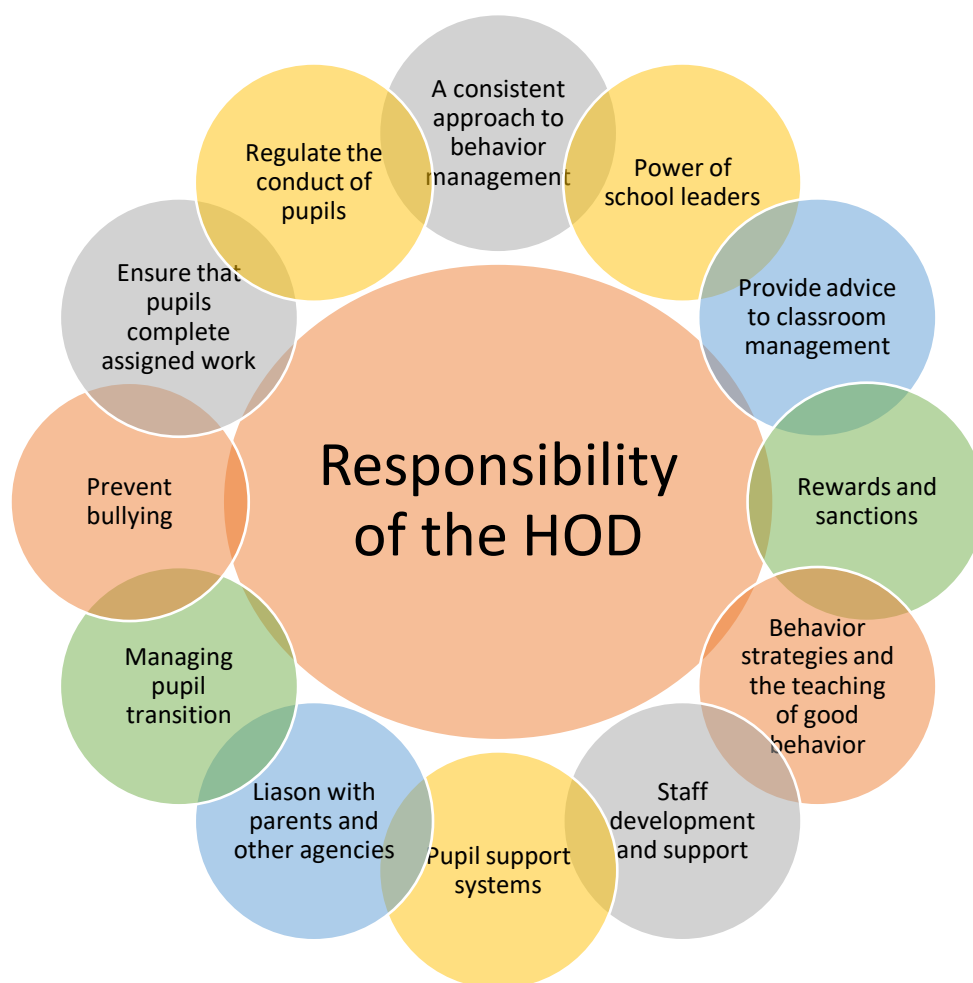 A consistent
approach to
behavior
management
Power of
school leaders
Provide advice
to classroom
management
Rewards and
sanctions
Behavior
strategies and
the teaching
of good
behavior
Staff
development
and support
Pupil support
systems
Liason with
parents and
other agencies
Managing
pupil
transition
Prevent
bullying
Ensure that
pupils
complete
assigned work
Regulate the
conduct of
pupils
Responsibility
of the HOD